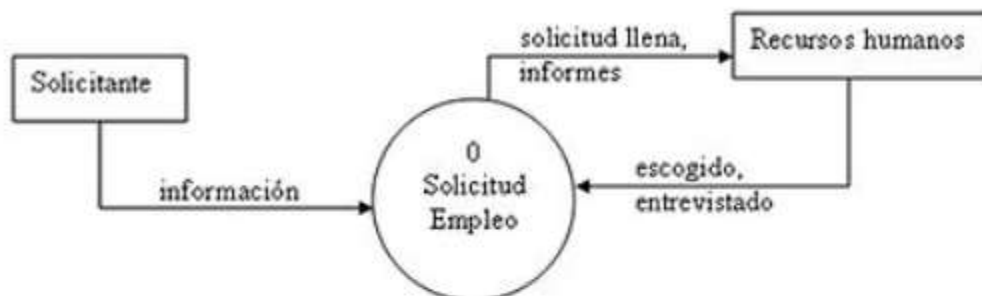 Solicitante
información
0
Solicitud
Empleo
solicitud llena,
informes
Recursos humanos
escogido,
entrevistado